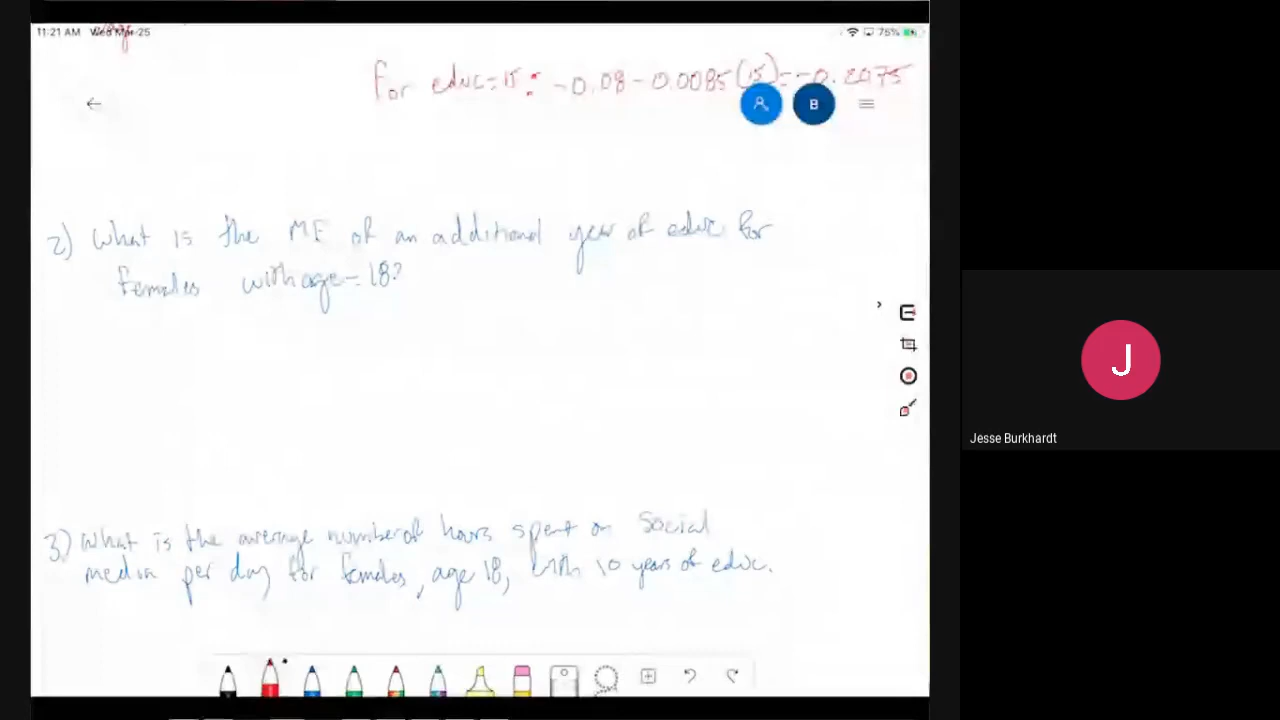 11:21 AM Wed Mar 25
75%
For educ=15: -0.08-0.0085(15)=-0.2075
B
2) What is the ME of an additional year of educ for
females with age=18?
J
Jesse Burkhardt
3) What is the average number of hours spent on social
media per day for females, age 18, with 10 years of educ.